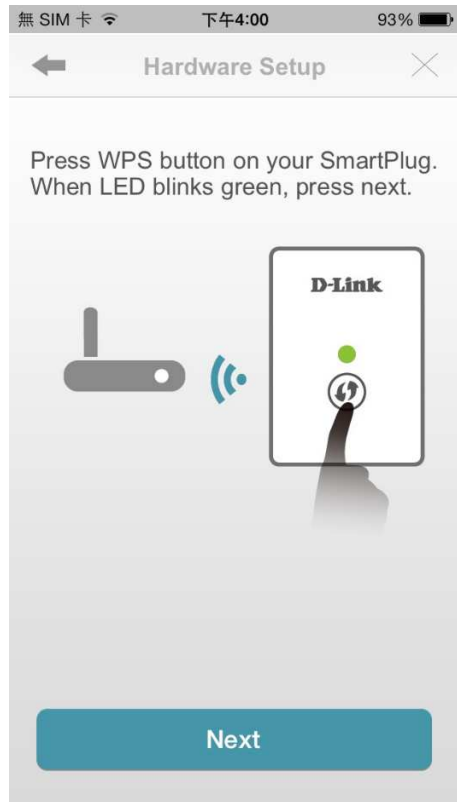 無 SIM 卡 下午4:00 93%
Hardware Setup
Press WPS button on your SmartPlug.
When LED blinks green, press next.
D-Link
Next